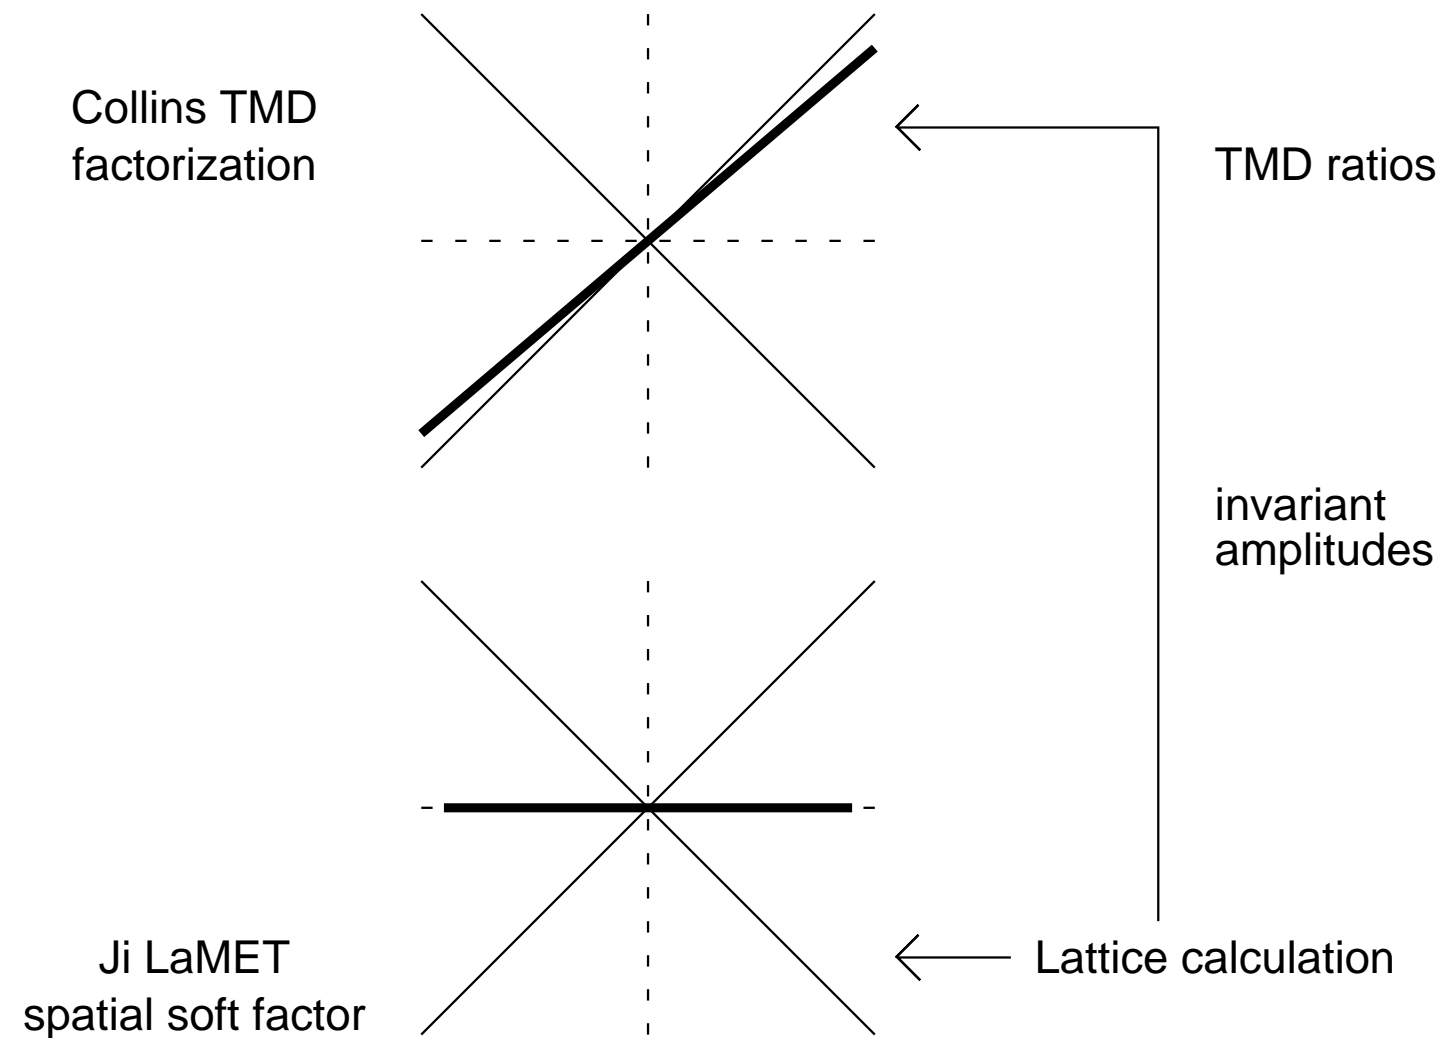 Collins TMD
factorization
TMD ratios
invariant
amplitudes
Ji LaMET
spatial soft factor
Lattice calculation